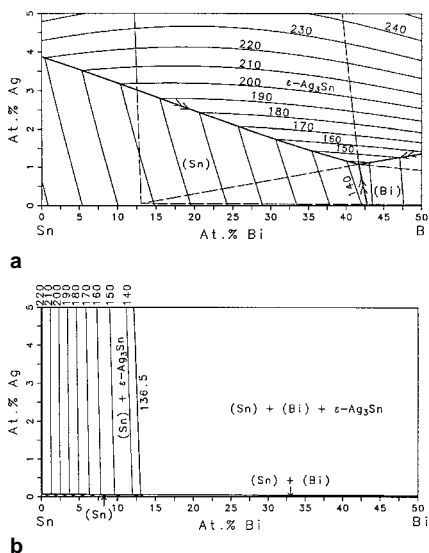 At.% Ag
5
4
3
2
1
0
230
240
220
210
200
ε-Ag₃Sn
190
180
170
160
150
140
(Sn)
(Bi)
0 5 10 15 20 25 30 35 40 45 50
Sn
At.% Bi
B
a
220
210
200
190
180
170
160
150
140
At.% Ag
5
4
3
2
1
0
(Sn) + ε-Ag₃Sn
136.5
(Sn) + (Bi) + ε-Ag₃Sn
(Sn) + (Bi)
0 5 10 15 20 25 30 35 40 45 50
Sn
(Sn)
At.% Bi
Bi
b